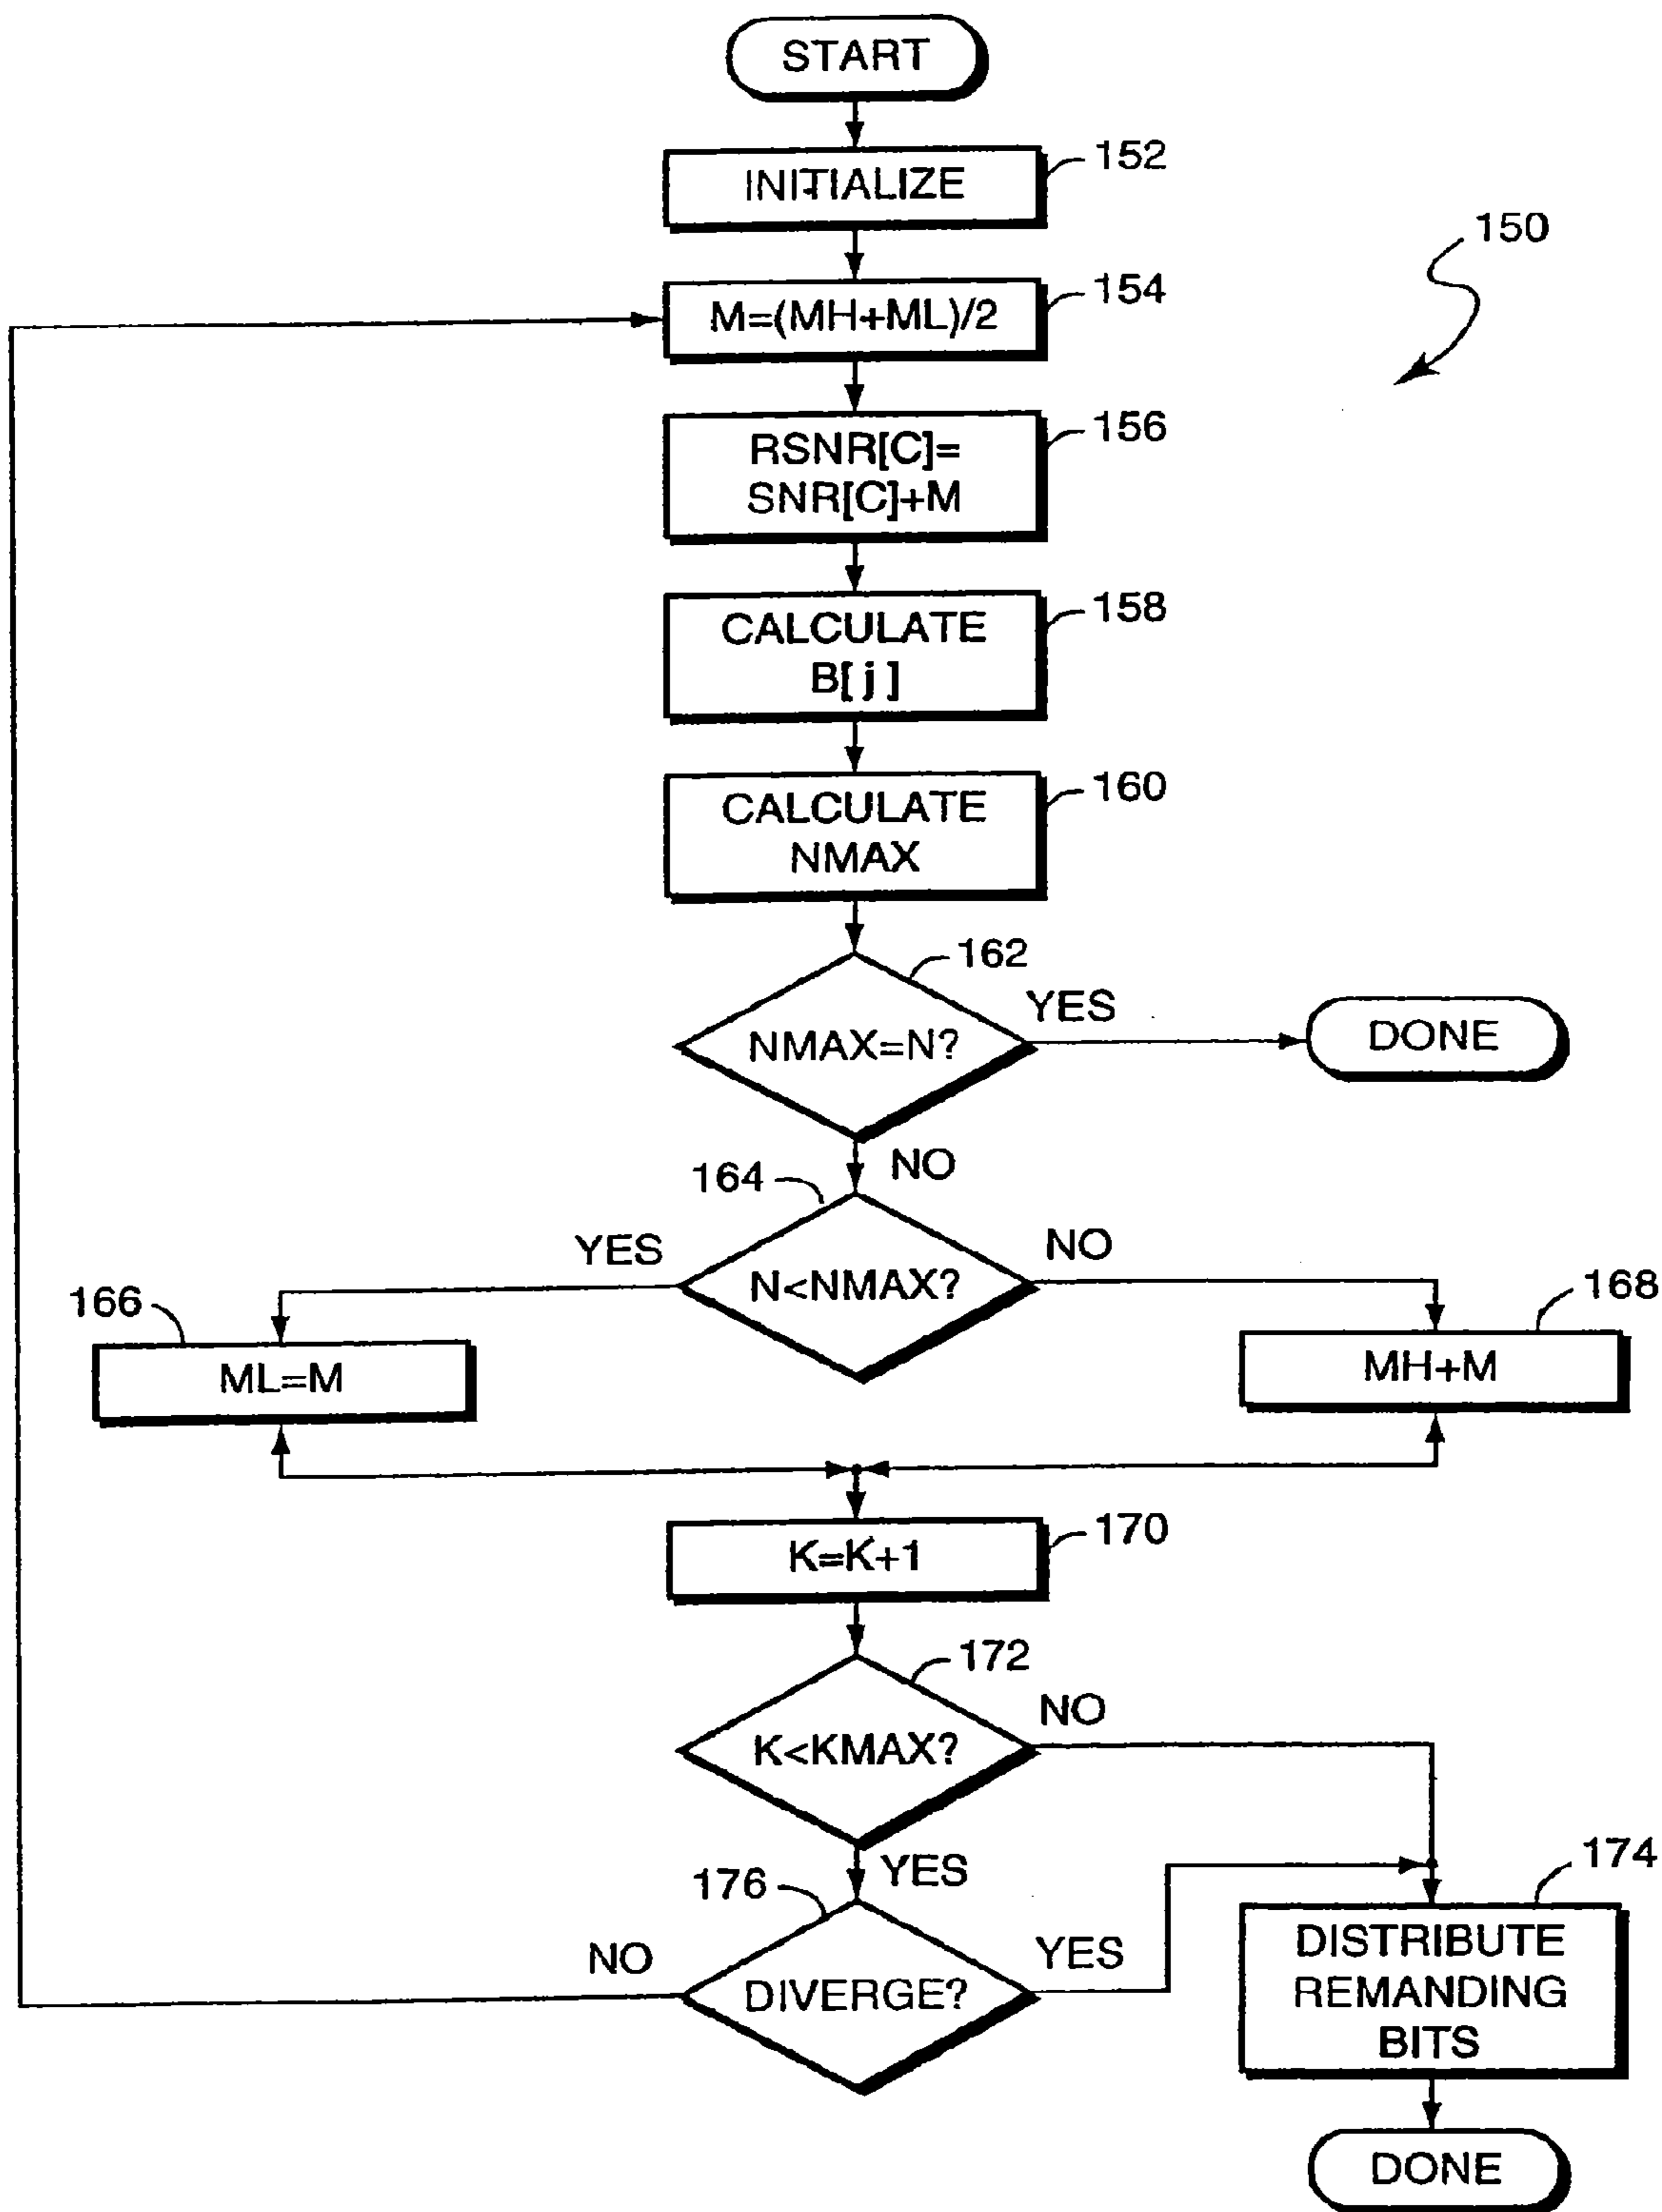 START
INITIALIZE
152
150
M=(MH+ML)/2
154
RSNR[C]=
SNR[C]+M
156
CALCULATE
B[j]
158
CALCULATE
NMAX
160
162
NMAX=N?
YES
DONE
NO
164
N<NMAX?
YES
NO
166
ML=M
168
MH+M
K=K+1
170
172
K<KMAX?
NO
YES
176
DIVERGE?
NO
YES
174
DISTRIBUTE
REMANDING
BITS
DONE